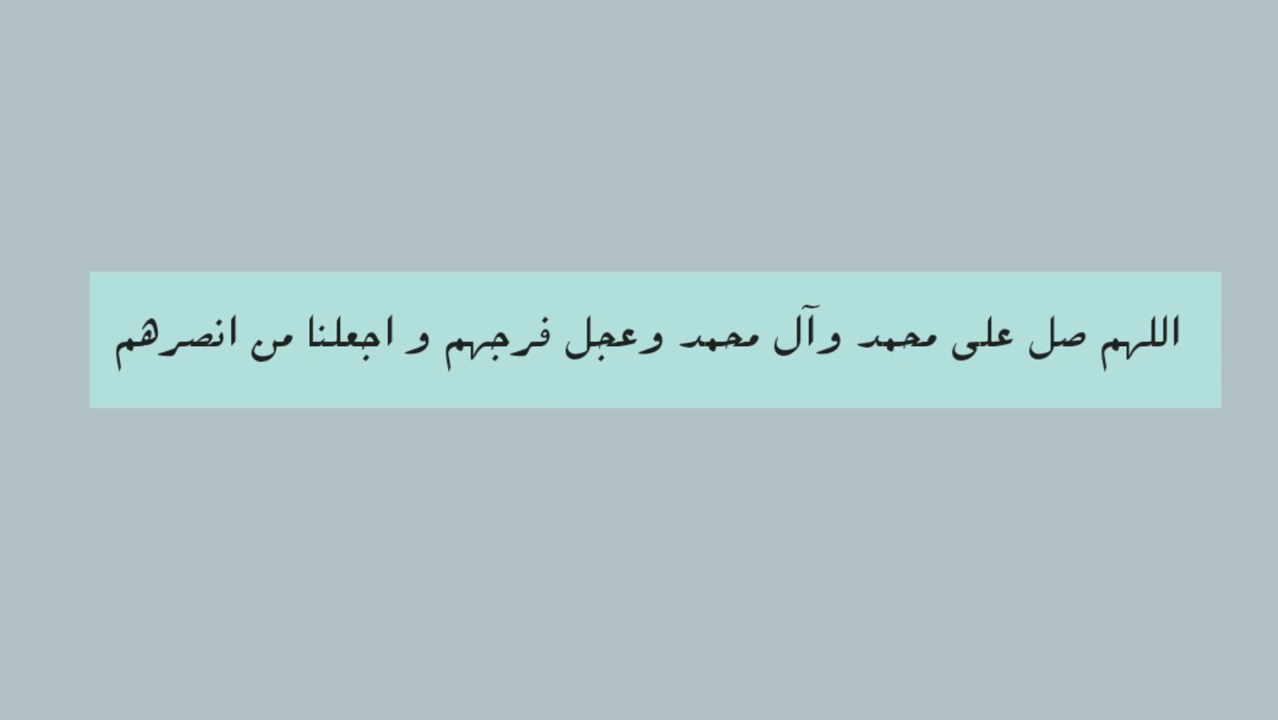 اللهم صل علی محمد وآل محمد وعجل فرجهم و اجعلنا من انصرهم